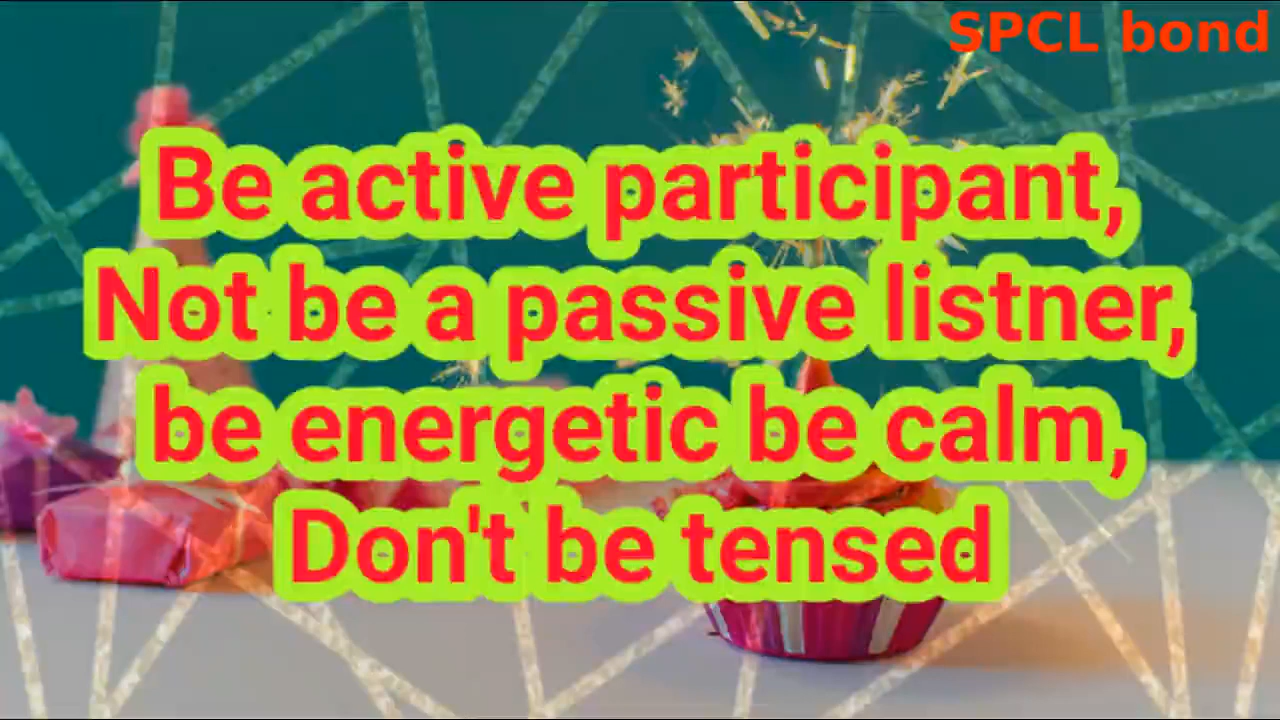 SPCL bond
Be active participant,
Not be a passive listner,
be energetic be calm,
Don't be tensed